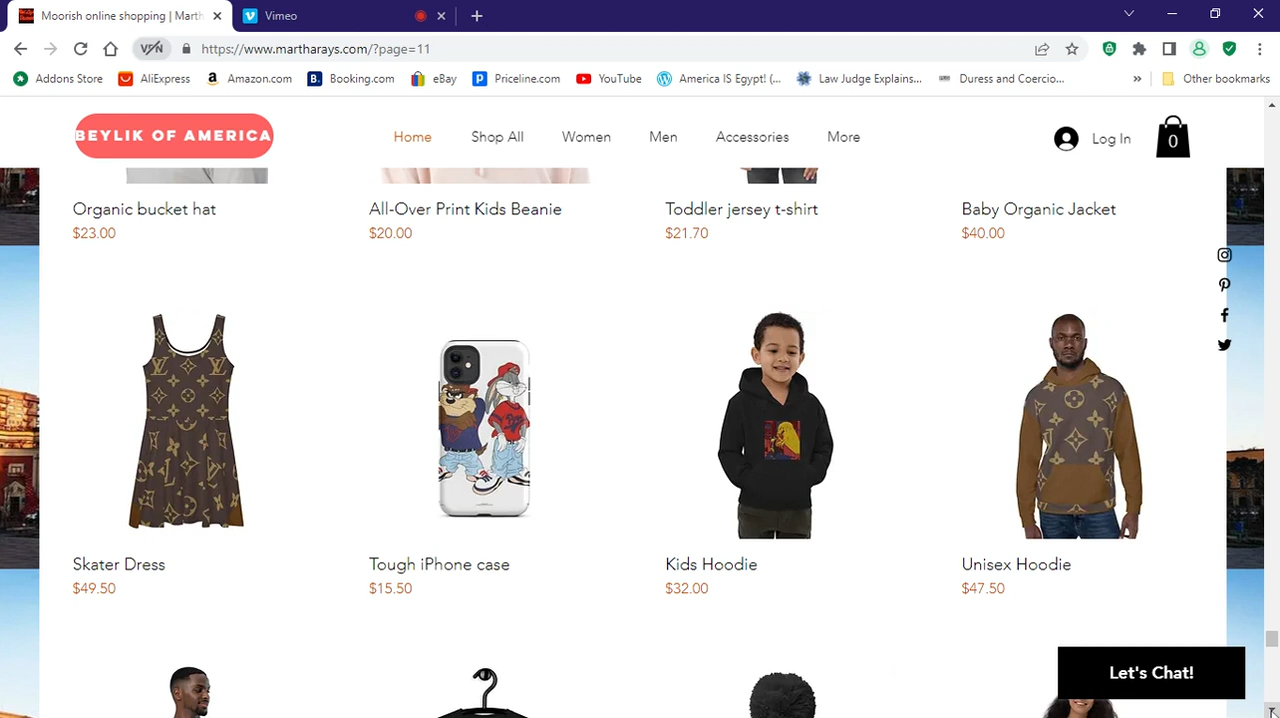 Moorish online shopping | Marth
Vimeo
VPN
https://www.martharays.com/?page=11
Addons Store
AliExpress
Amazon.com
Booking.com
eBay
Priceline.com
YouTube
America IS Egypt! (...
Law Judge Explains...
Duress and Coercio...
»
Other bookmarks
BEYLIK OF AMERICA
Home
Shop All
Women
Men
Accessories
More
Log In
0
Organic bucket hat
All-Over Print Kids Beanie
Toddler jersey t-shirt
Baby Organic Jacket
$23.00
$20.00
$21.70
$40.00
Skater Dress
Tough iPhone case
Kids Hoodie
Unisex Hoodie
$49.50
$15.50
$32.00
$47.50
Let's Chat!